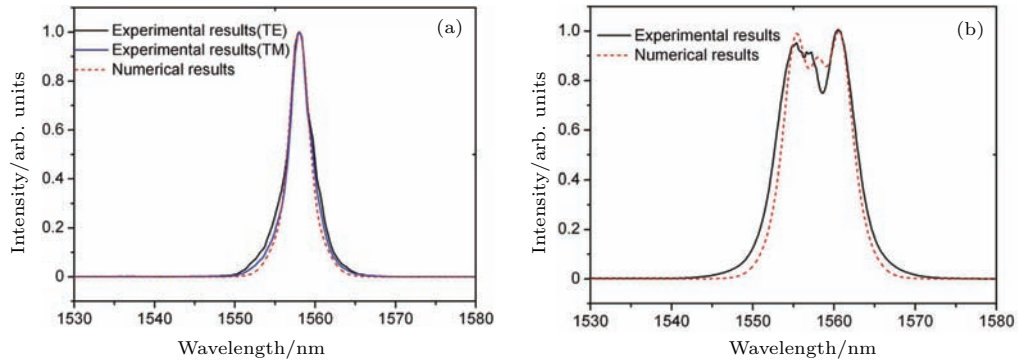 (a)
Experimental results(TE)
Experimental results(TM)
Numerical results
1.0
0.8
0.6
0.4
0.2
0
Intensity/arb. units
1530 1540 1550 1560 1570 1580
Wavelength/nm
(b)
Experimental results
Numerical results
1.0
0.8
0.6
0.4
0.2
0
Intensity/arb. units
1530 1540 1550 1560 1570 1580
Wavelength/nm